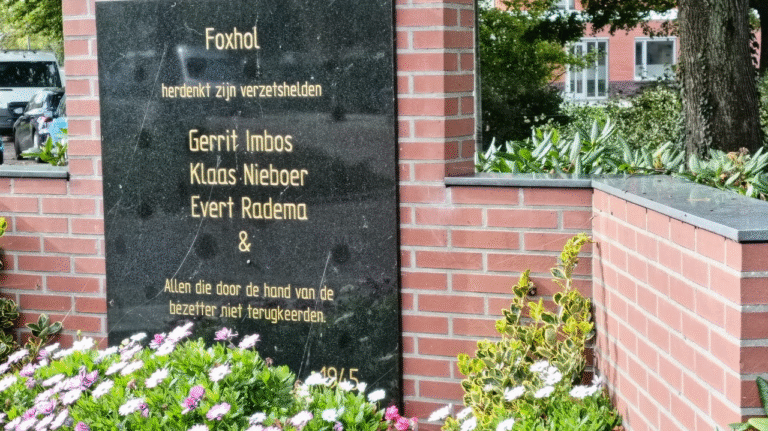 Foxhol
herdenkt zijn verzetshelden
Gerrit Imbos
Klaas Nieboer
Evert Radema
&
Allen die door de hand van de
bezetter niet terugkeerden.
1945